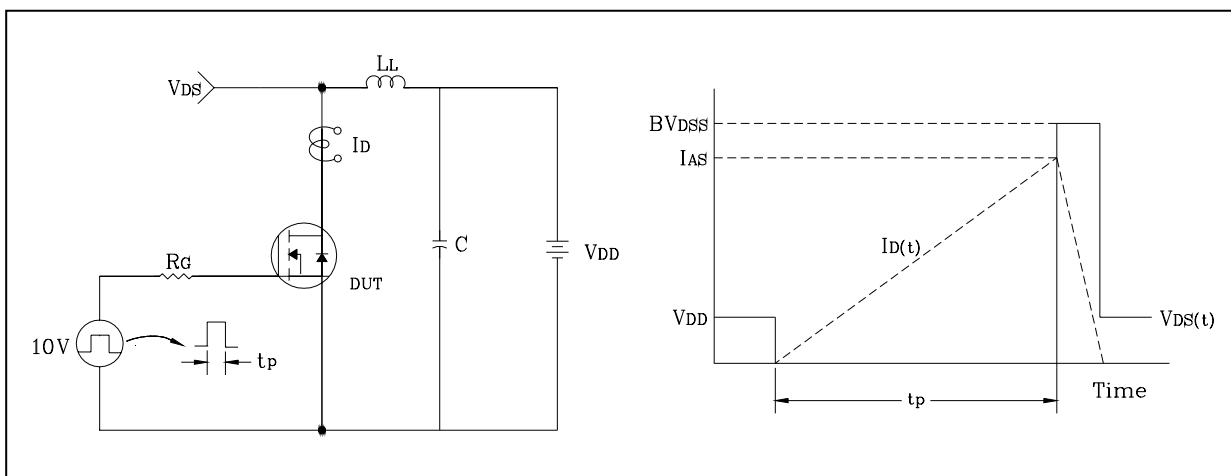 LL
VDS
ID
RG
DUT
C
VDD
10V
tp
BVDSS
IAS
ID(t)
VDD
VDS(t)
Time
tp